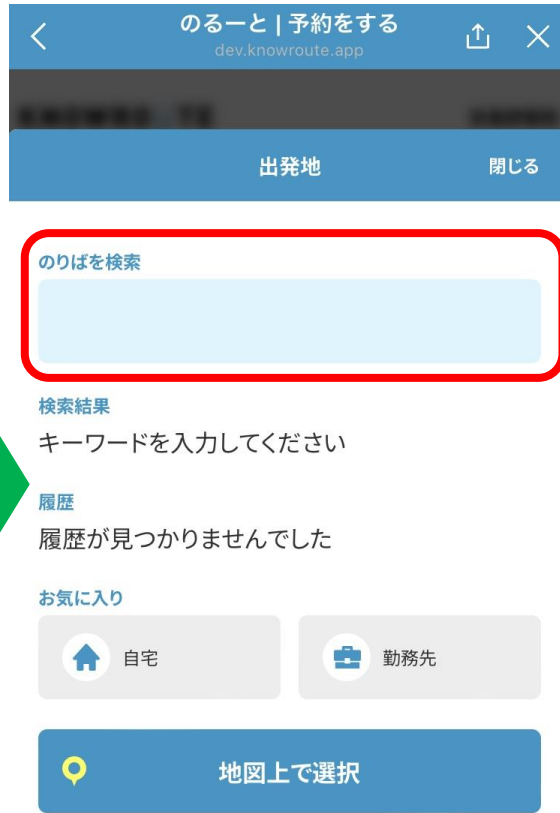 のるーと | 予約をする
dev.knowroute.app
出発地
閉じる
のりばを検索
検索結果
キーワードを入力してください
履歴
履歴が見つかりませんでした
お気に入り
自宅
勤務先
地図上で選択